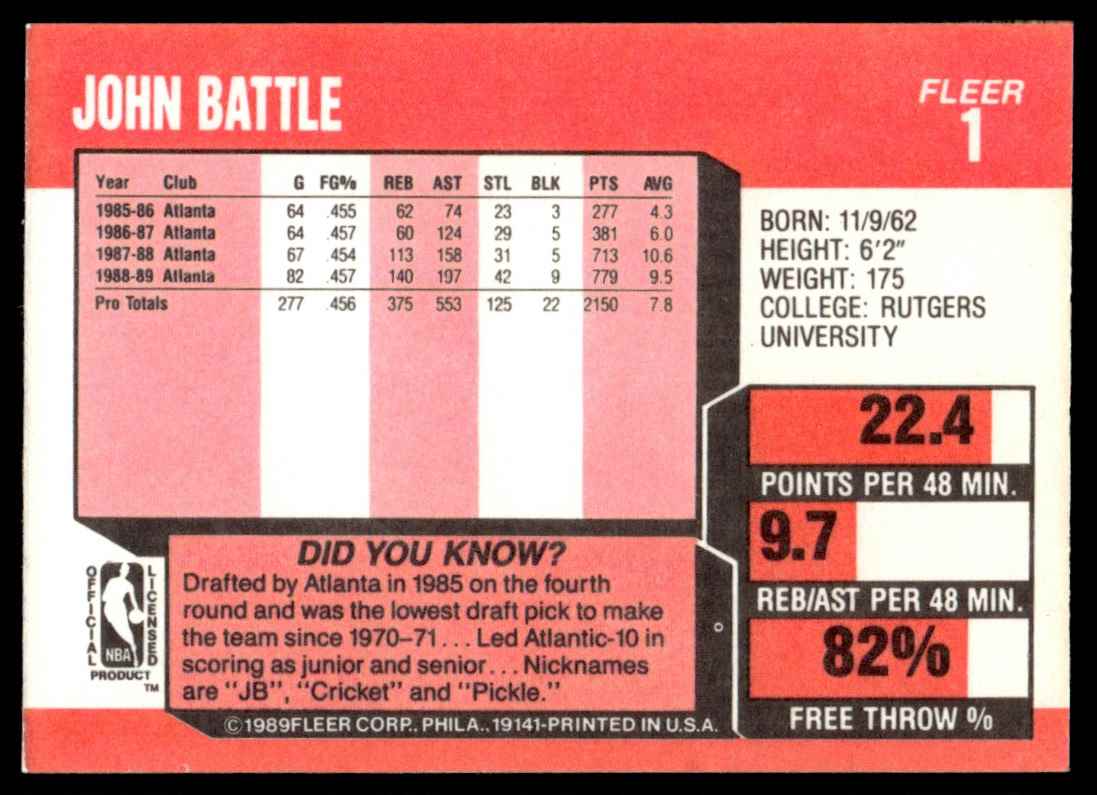 JOHN BATTLE
FLEER
1
Year Club G FG% REB AST STL BLK PTS AVG
1985-86 Atlanta 64 .455 62 74 23 3 277 4.3
1986-87 Atlanta 64 .457 60 124 29 5 381 6.0
1987-88 Atlanta 67 .454 113 158 31 5 713 10.6
1988-89 Atlanta 82 .457 140 197 42 9 779 9.5
Pro Totals 277 .456 375 553 125 22 2150 7.8
BORN: 11/9/62
HEIGHT: 6'2"
WEIGHT: 175
COLLEGE: RUTGERS
UNIVERSITY
22.4
POINTS PER 48 MIN.
9.7
REB/AST PER 48 MIN.
82%
FREE THROW %
DID YOU KNOW?
Drafted by Atlanta in 1985 on the fourth
round and was the lowest draft pick to make
the team since 1970-71... Led Atlantic-10 in
scoring as junior and senior... Nicknames
are "JB", "Cricket" and "Pickle."
OFFICIAL
NBA
LICENSED
PRODUCT
TM
©1989 FLEER CORP., PHILA., 19141-PRINTED IN U.S.A.